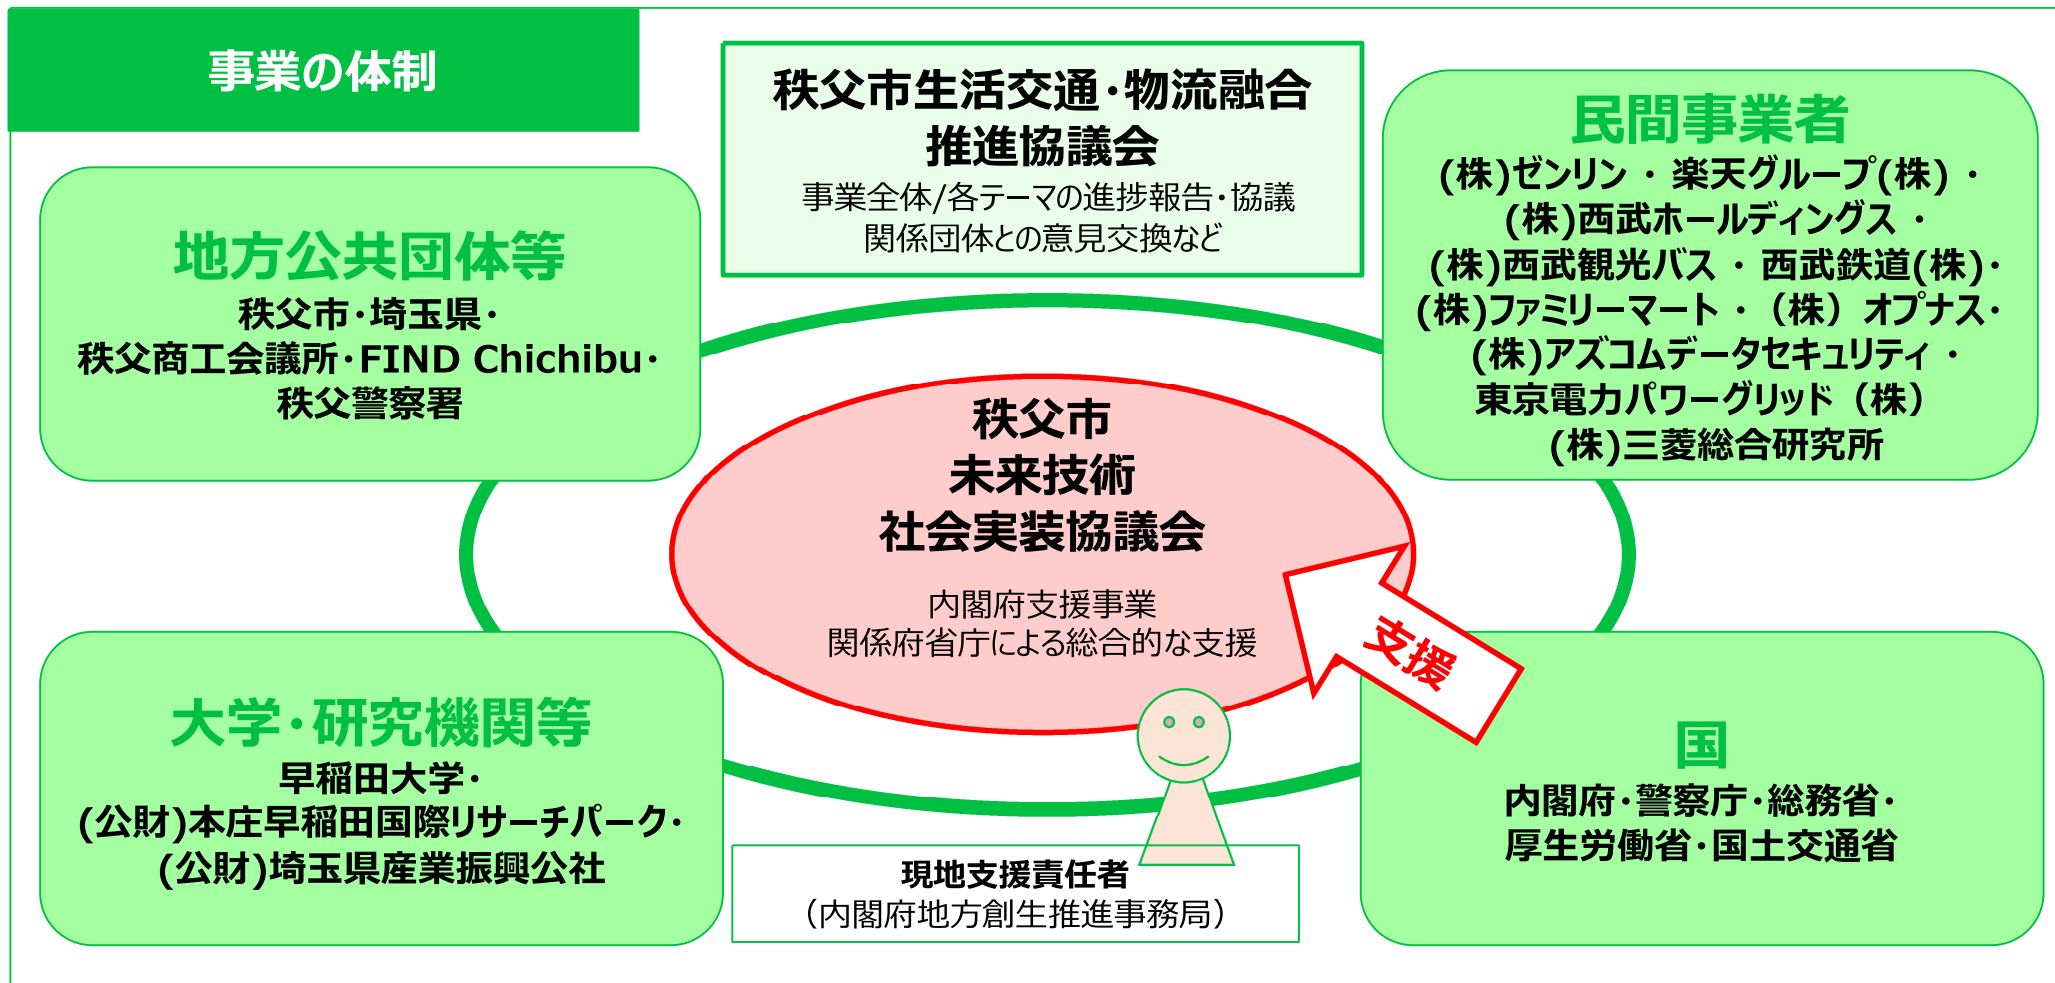 事業の体制
秩父市生活交通・物流融合
推進協議会
事業全体/各テーマの進捗報告・協議
関係団体との意見交換など
地方公共団体等
秩父市・埼玉県・
秩父商工会議所・FIND Chichibu・
秩父警察署
民間事業者
(株)ゼンリン ・ 楽天グループ(株) ・
(株)西武ホールディングス ・
(株)西武観光バス ・ 西武鉄道(株)・
(株)ファミリーマート ・（株）オプナス・
(株)アズコムデータセキュリティ ・
東京電力パワーグリッド（株）
(株)三菱総合研究所
秩父市
未来技術
社会実装協議会
内閣府支援事業
関係府省庁による総合的な支援
支援
大学・研究機関等
早稲田大学・
(公財)本庄早稲田国際リサーチパーク・
(公財)埼玉県産業振興公社
国
内閣府・警察庁・総務省・
厚生労働省・国土交通省
現地支援責任者
（内閣府地方創生推進事務局）